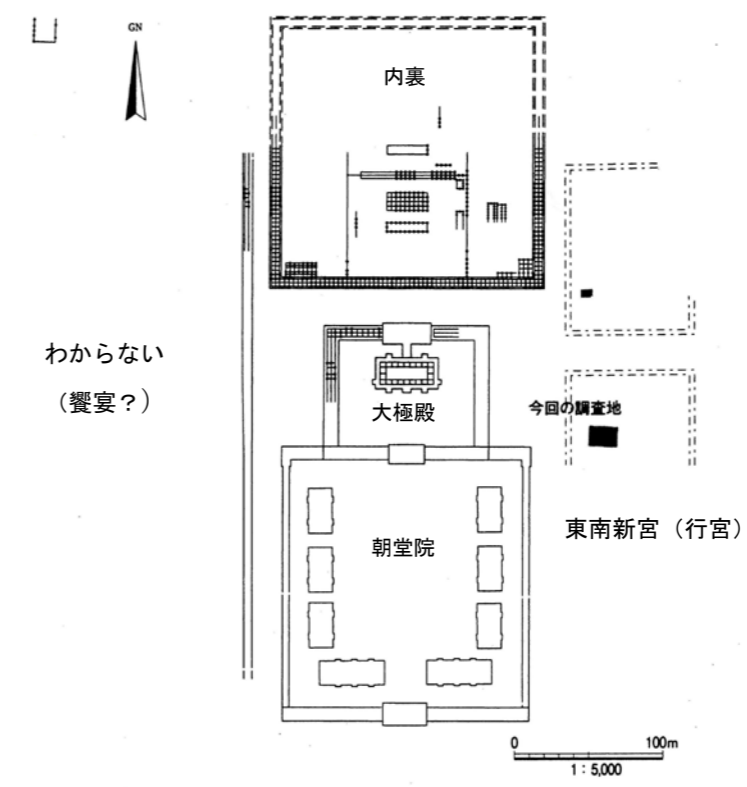 GN
内裏
わからない
（饗宴？）
大極殿
今回の調査地
東南新宮（行宮）
朝堂院
0 100m
1：5,000